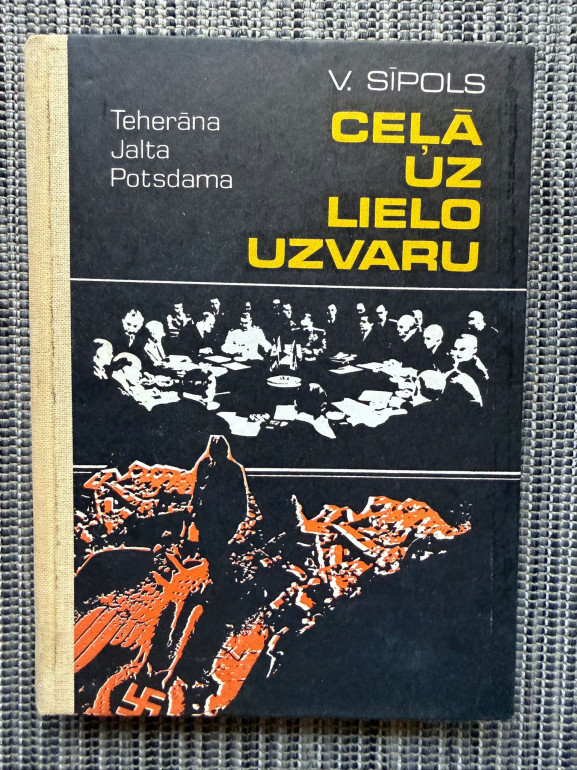 V. SĪPOLS
Teherāna
Jalta
Potsdama
CEĻĀ
UZ
LIELO
UZVARU